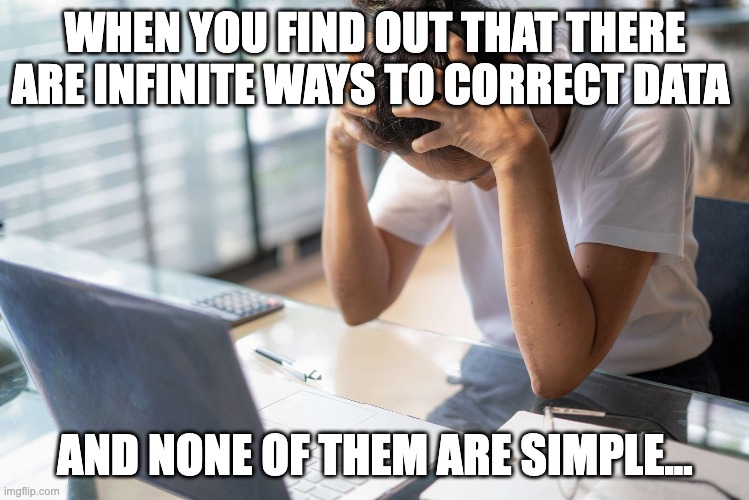 WHEN YOU FIND OUT THAT THERE
ARE INFINITE WAYS TO CORRECT DATA
AND NONE OF THEM ARE SIMPLE...
imgflip.com